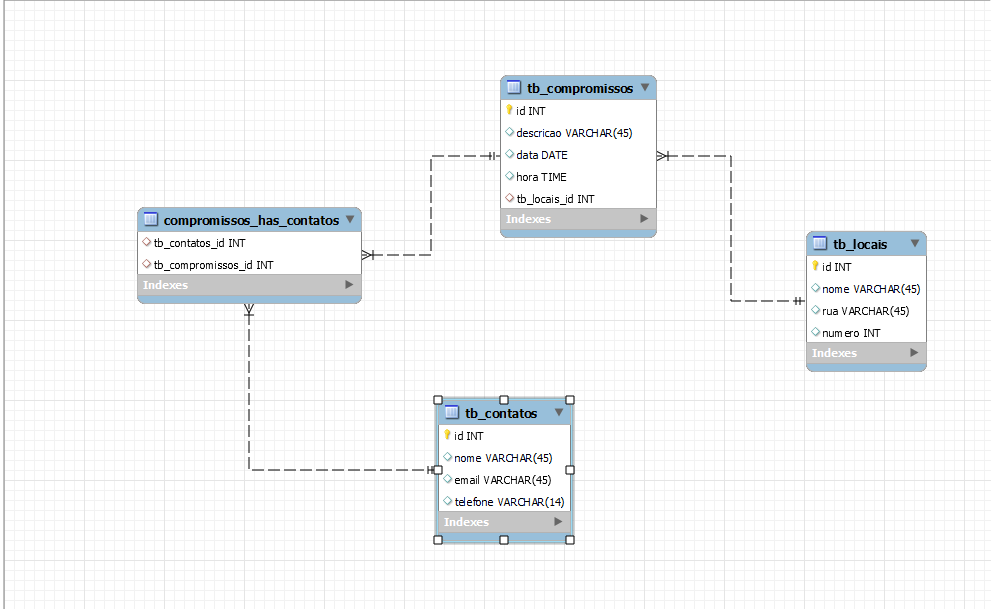 tb_compromissos
id INT
descricao VARCHAR(45)
data DATE
hora TIME
tb_locais_id INT
Indexes
compromissos_has_contatos
tb_contatos_id INT
tb_compromissos_id INT
Indexes
tb_locais
id INT
nome VARCHAR(45)
rua VARCHAR(45)
numero INT
Indexes
tb_contatos
id INT
nome VARCHAR(45)
email VARCHAR(45)
telefone VARCHAR(14)
Indexes